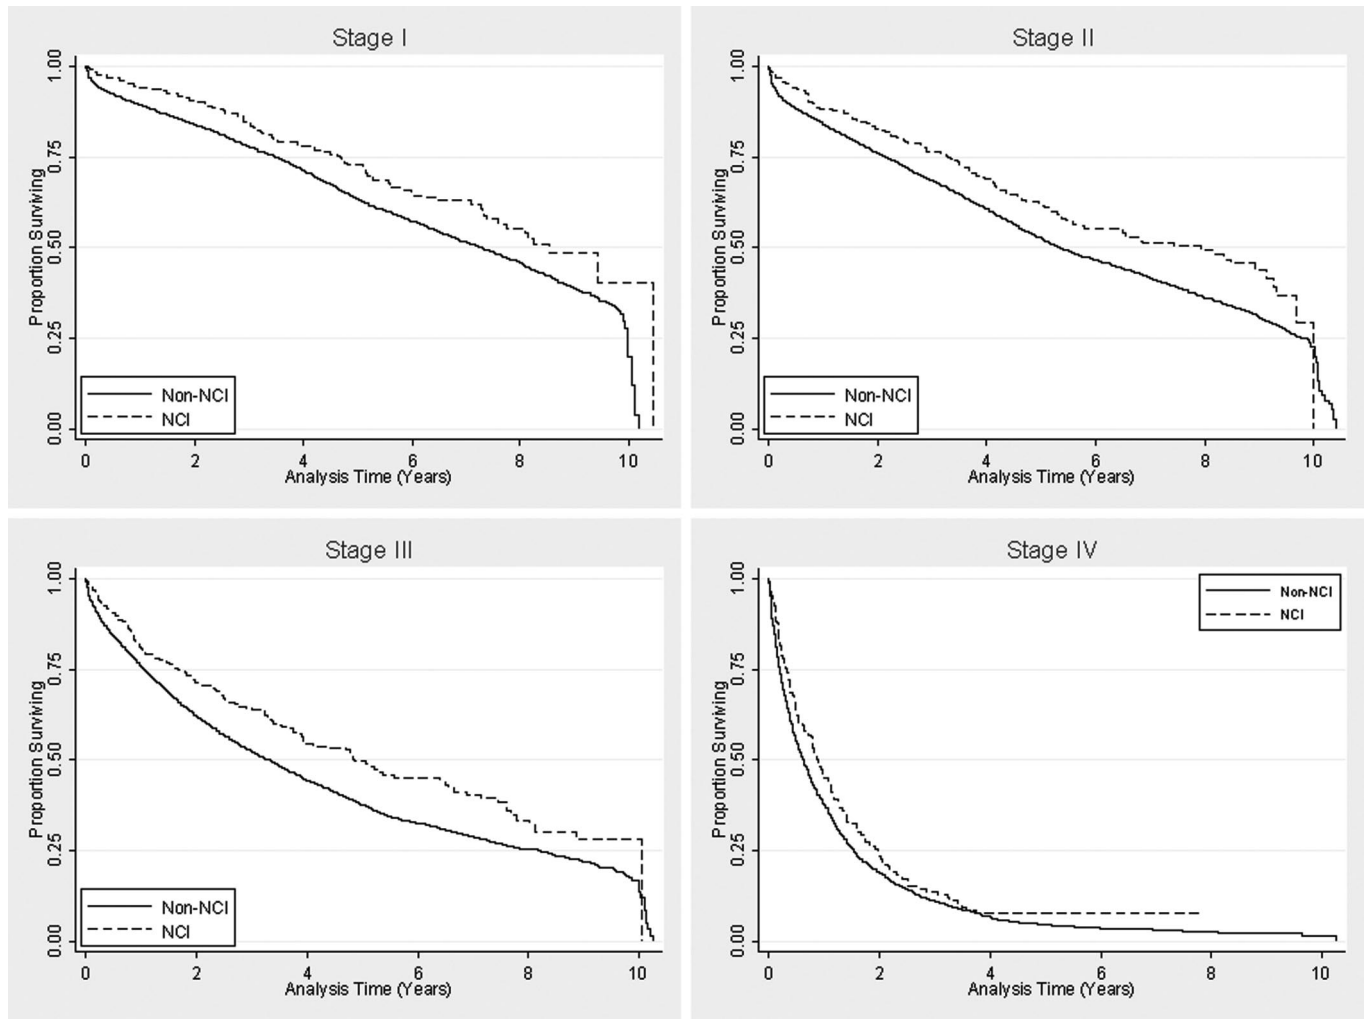 Stage I
Proportion Surviving
1.00
0.75
0.50
0.25
0.00
Non-NCI
NCI
0 2 4 6 8 10
Analysis Time (Years)
Stage II
Proportion Surviving
1.00
0.75
0.50
0.25
0.00
Non-NCI
NCI
0 2 4 6 8 10
Analysis Time (Years)
Stage III
Proportion Surviving
1.00
0.75
0.50
0.25
0.00
Non-NCI
NCI
0 2 4 6 8 10
Analysis Time (Years)
Stage IV
Proportion Surviving
1.00
0.75
0.50
0.25
0.00
Non-NCI
NCI
0 2 4 6 8 10
Analysis Time (Years)